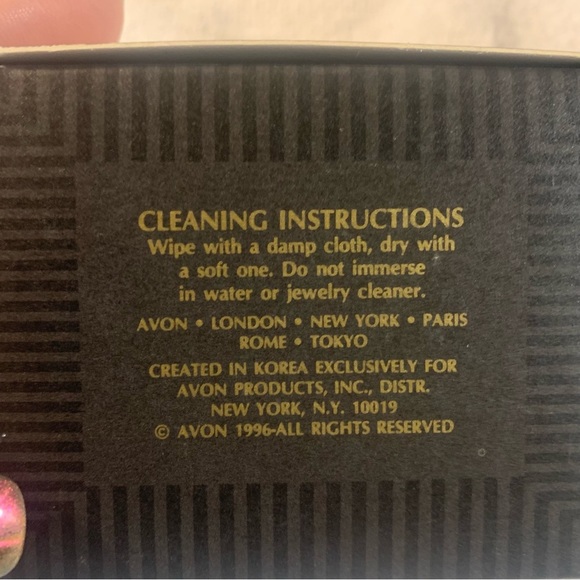 CLEANING INSTRUCTIONS
Wipe with a damp cloth, dry with
a soft one. Do not immerse
in water or jewelry cleaner.
AVON • LONDON • NEW YORK • PARIS
ROME • TOKYO
CREATED IN KOREA EXCLUSIVELY FOR
AVON PRODUCTS, INC., DISTR.
NEW YORK, N.Y. 10019
© AVON 1996-ALL RIGHTS RESERVED